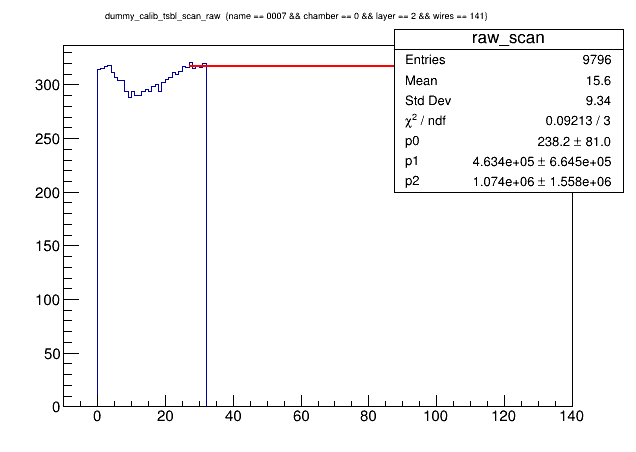 dummy_calib_tsbl_scan_raw (name == 0007 && chamber == 0 && layer == 2 && wires == 141)
raw_scan
Entries 9796
Mean 15.6
Std Dev 9.34
χ² / ndf 0.09213 / 3
p0 238.2 ± 81.0
p1 4.634e+05 ± 6.645e+05
p2 1.074e+06 ± 1.558e+06
300
250
200
150
100
50
0
0 20 40 60 80 100 120 140